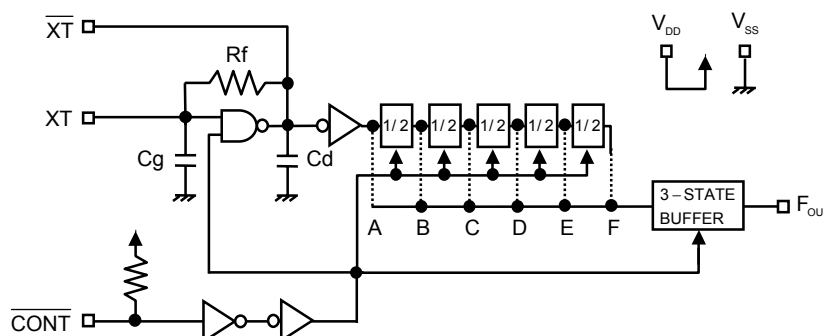 XT
V_DD
V_SS
Rf
XT
1/2 1/2 1/2 1/2 1/2
Cg
Cd
3–STATE
BUFFER
F_OU
A B C D E F
CONT